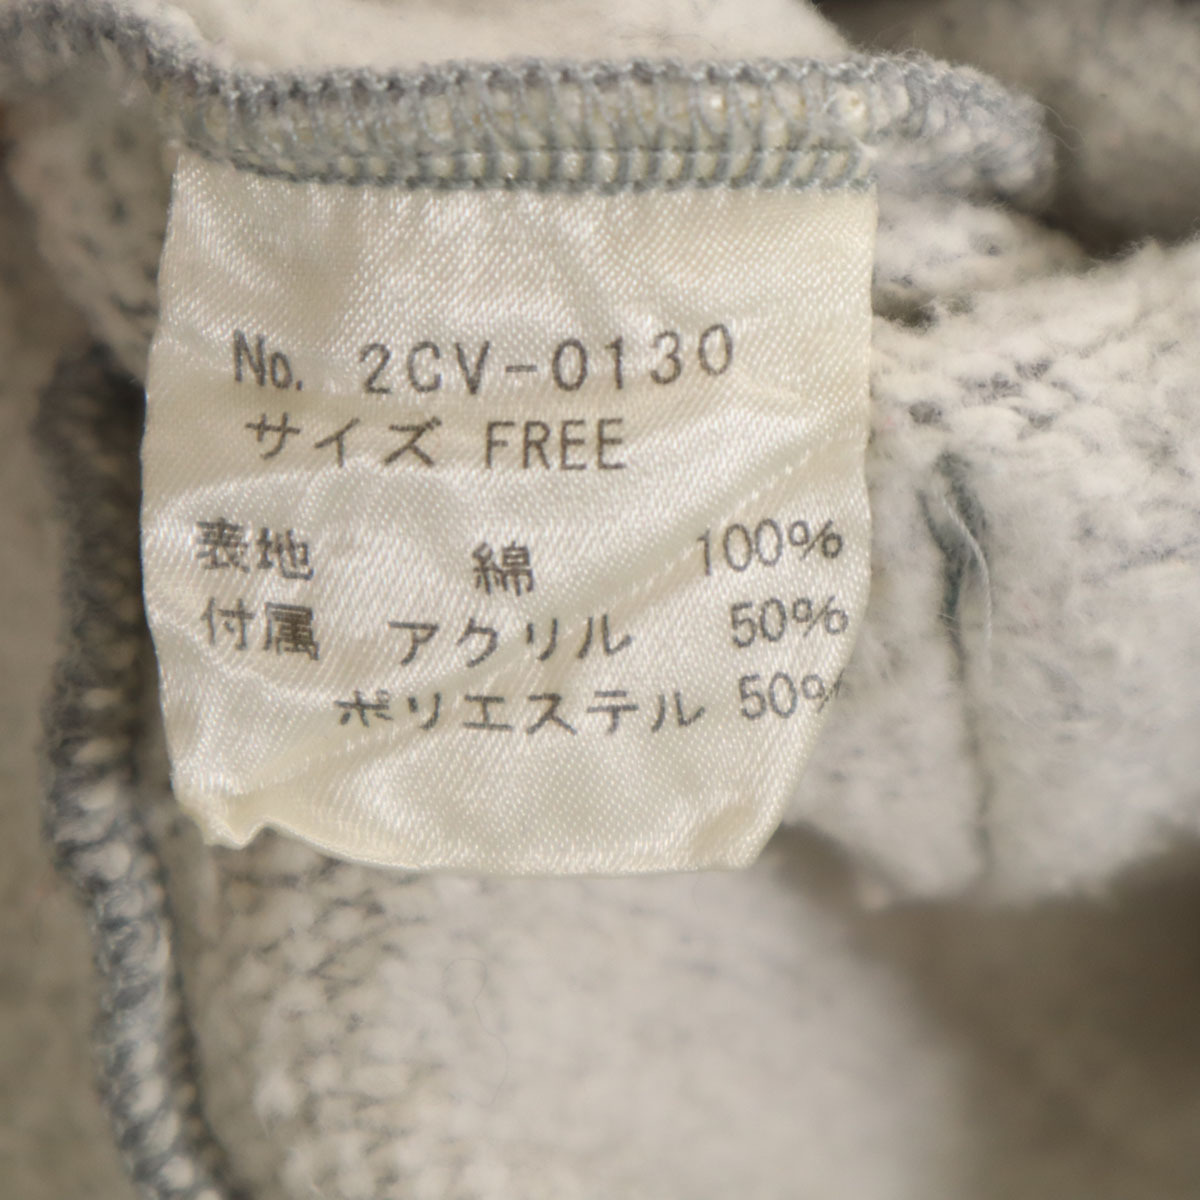 No. 2CV-0130
サイズ FREE
表地 綿 100%
付属 アクリル 50%
ポリエステル 50%